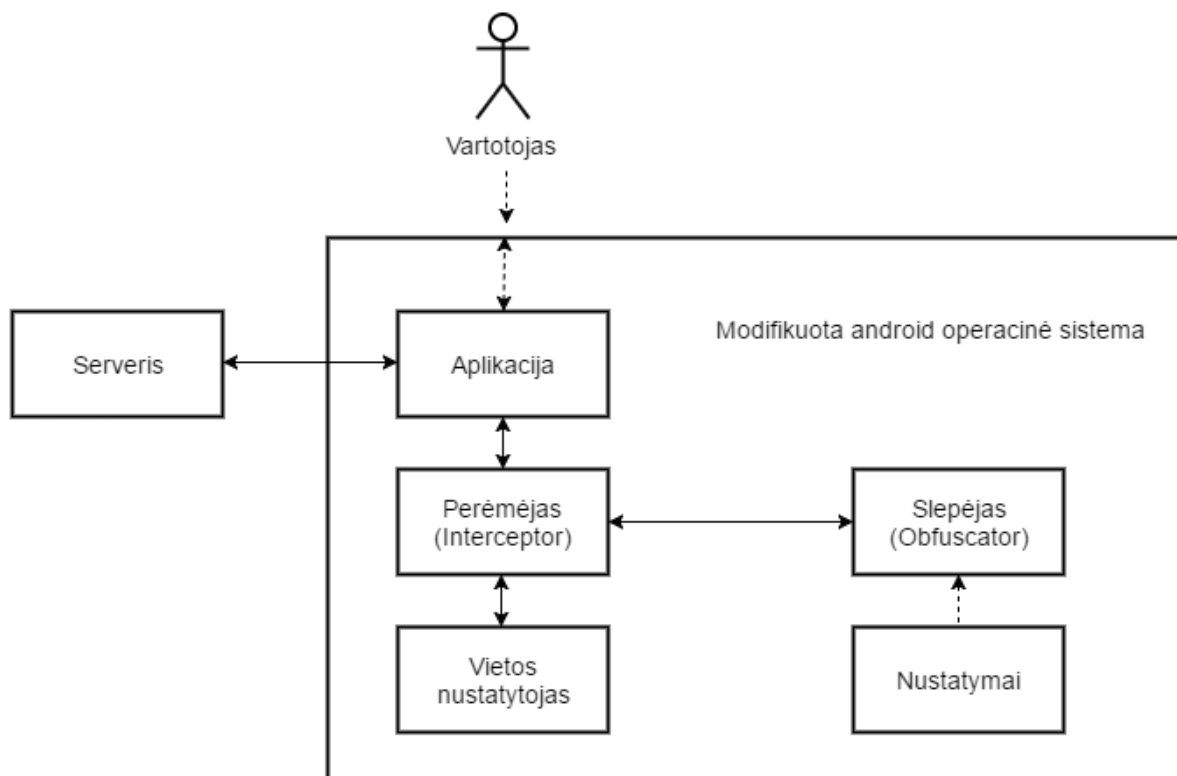 Vartotojas
Modifikuota android operacinė sistema
Serveris
Aplikacija
Perėmėjas
(Interceptor)
Slepėjas
(Obfuscator)
Vietos
nustatytojas
Nustatymai